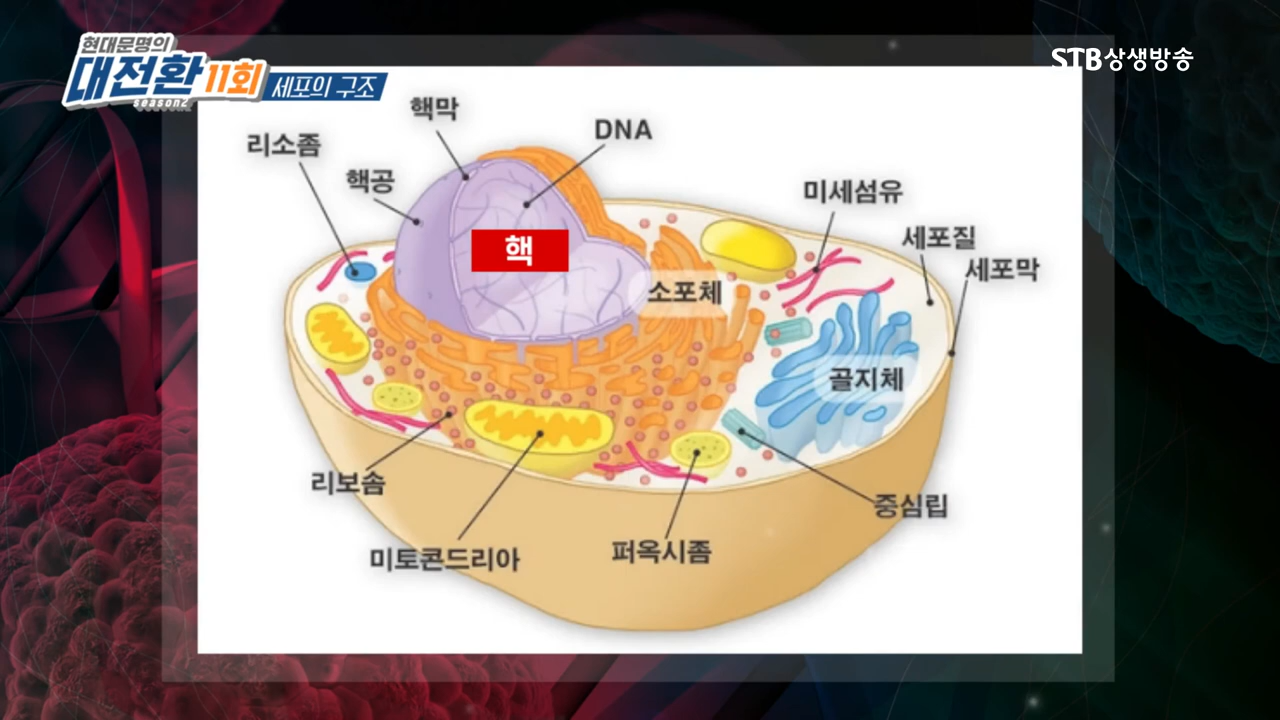 현대문명의
대전환 11회 세포의 구조
season2
STB상생방송
핵막
DNA
리소좀
핵공
미세섬유
핵
세포질
세포막
소포체
골지체
리보솜
중심립
미토콘드리아
퍼옥시좀